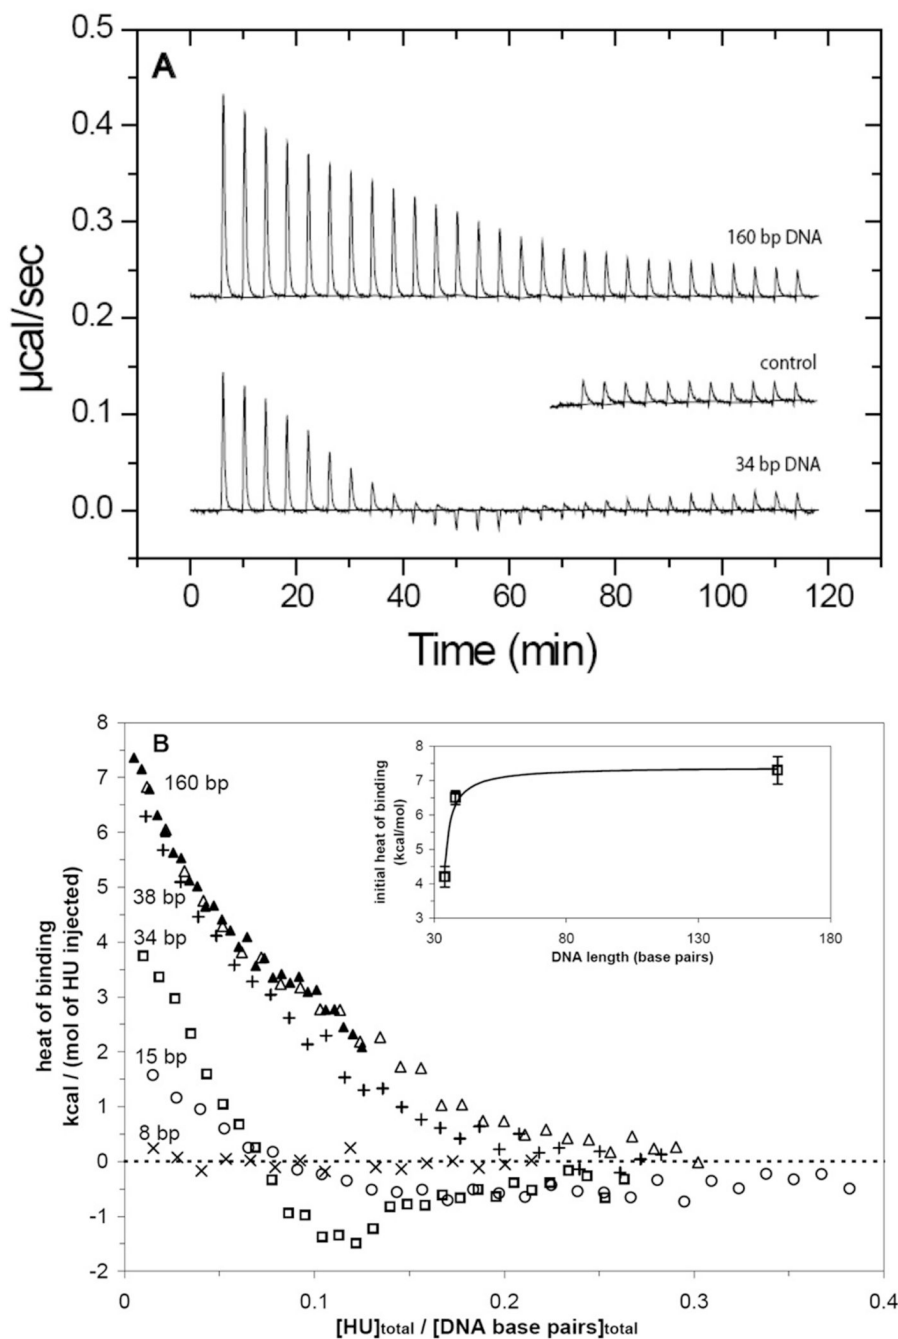 0.5
A
0.4
0.3
160 bp DNA
0.2
control
0.1
34 bp DNA
0.0
µcal/sec
0 20 40 60 80 100 120
Time (min)
8
B
7
160 bp
6
5
38 bp
4
34 bp
3
2
15 bp
1
8 bp
0
-1
-2
heat of binding
kcal / (mol of HU injected)
0 0.1 0.2 0.3 0.4
[HU]total / [DNA base pairs]total
8
7
6
5
4
3
initial heat of binding
(kcal/mol)
30 80 130 180
DNA length (base pairs)